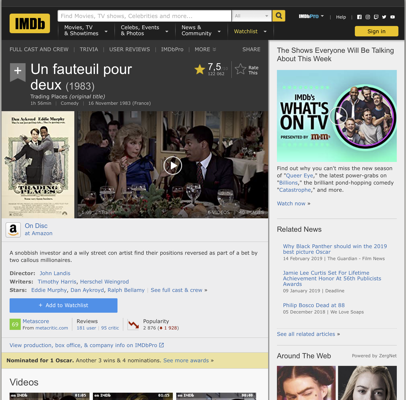 IMDb
Find Movies, TV shows, Celebrities and more...
All
IMDbPro
Help
Movies, TV
& Showtimes
Celebs, Events
& Photos
News &
Community
Watchlist
Sign in
FULL CAST AND CREW | TRIVIA | USER REVIEWS | IMDbPro | MORE
SHARE
Un fauteuil pour
deux (1983)
Trading Places (original title)
1h 56min | Comedy | 16 November 1983 (France)
7,5
Rate
This
Dan Aykroyd Eddie Murphy
TRADING
PLACES
On Disc
at Amazon
A snobbish investor and a wily street con artist find their positions reversed as part of a bet by
two callous millionaires.
Director: John Landis
Writers: Timothy Harris, Herschel Weingrod
Stars: Eddie Murphy, Dan Aykroyd, Ralph Bellamy | See full cast & crew »
+ Add to Watchlist
69
Metascore
From metacritic.com
Reviews
181 user | 95 critic
Popularity
2 876
View production, box office, & company info on IMDbPro
Nominated for 1 Oscar. Another 3 wins & 4 nominations. See more awards »
Videos
The Shows Everyone Will Be Talking
About This Week
IMDb's
WHAT'S
ON TV
PRESENTED BY
Find out why you can't miss the new season
of "Queer Eye," the latest power-grabs on
"Billions," the brilliant pond-hopping comedy
"Catastrophe," and more.
Watch now »
Related News
Why Black Panther should win the 2019
best picture Oscar
14 February 2019 | The Guardian - Film News
Jamie Lee Curtis Set For Lifetime
Achievement Honor At 56th Publicists
Awards
09 January 2019 | Deadline
Philip Bosco Dead at 88
05 December 2018 | We Love Soaps
See all related articles »
Around The Web
Powered by ZergNet